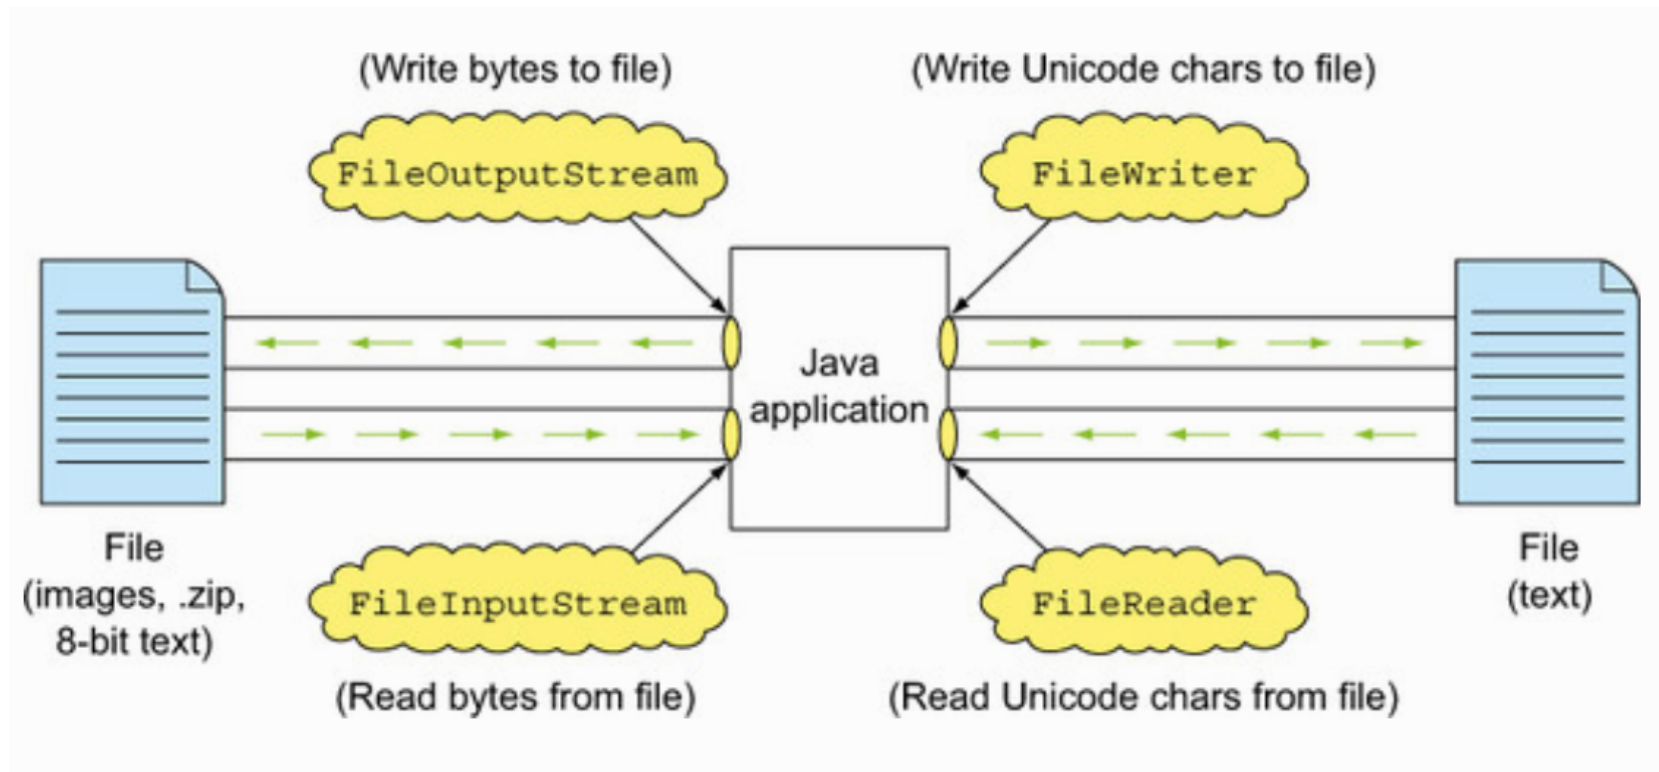 (Write bytes to file)
(Write Unicode chars to file)
FileOutputStream
FileWriter
Java
application
File
(images, .zip,
8-bit text)
File
(text)
FileInputStream
FileReader
(Read bytes from file)
(Read Unicode chars from file)